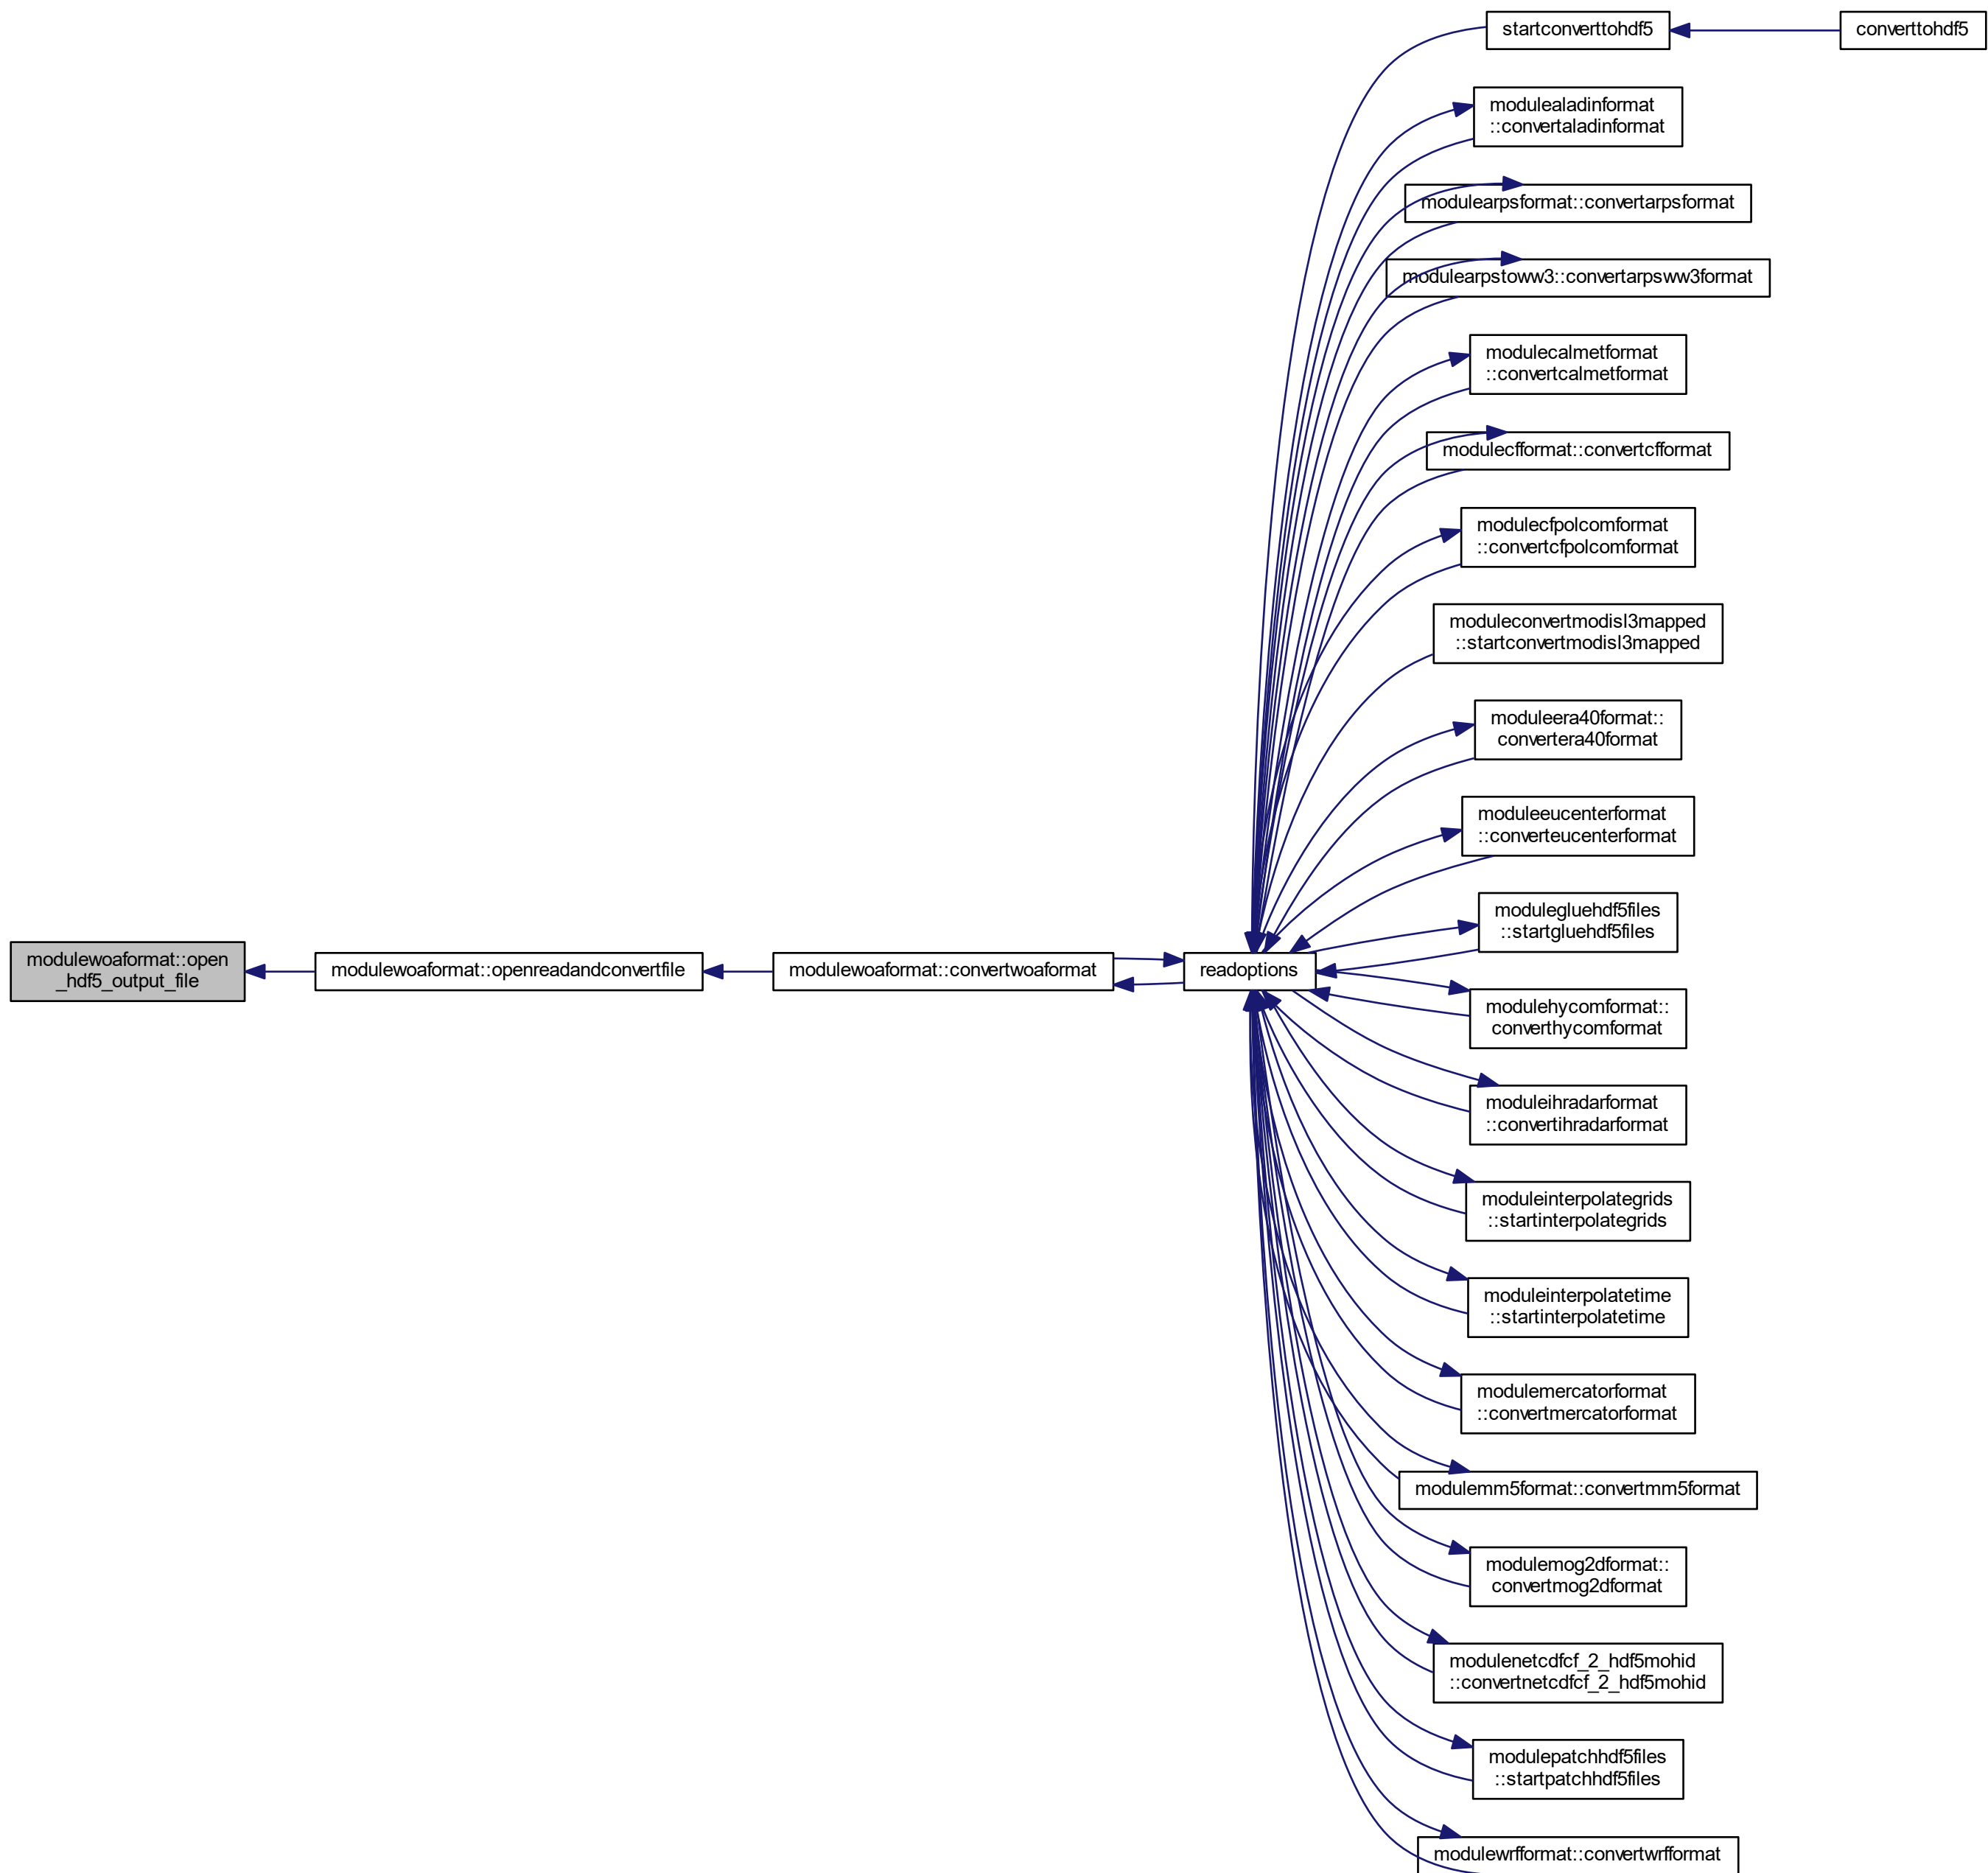 startconverttohdf5
converttohdf5
modulealadinformat
::convertaladinformat
modulearpsformat::convertarpsformat
modulearpstoww3::convertarpsww3format
modulecalmetformat
::convertcalmetformat
modulecfformat::convertcfformat
modulecfpolcomformat
::convertcfpolcomformat
moduleconvertmodisl3mapped
::startconvertmodisl3mapped
moduleera40format::
convertera40format
moduleeucenterformat
::converteucenterformat
modulegluehdf5files
::startgluehdf5files
modulewoaformat::open
_hdf5_output_file
modulewoaformat::openreadandconvertfile
modulewoaformat::convertwoaformat
readoptions
modulehycomformat::
converthycomformat
moduleihradarformat
::convertihradarformat
moduleinterpolategrids
::startinterpolategrids
moduleinterpolatetime
::startinterpolatetime
modulemercatorformat
::convertmercatorformat
modulemm5format::convertmm5format
modulemog2dformat::
convertmog2dformat
modulenetcdfcf_2_hdf5mohid
::convertnetcdfcf_2_hdf5mohid
modulepatchhdf5files
::startpatchhdf5files
modulewrfformat::convertwrfformat